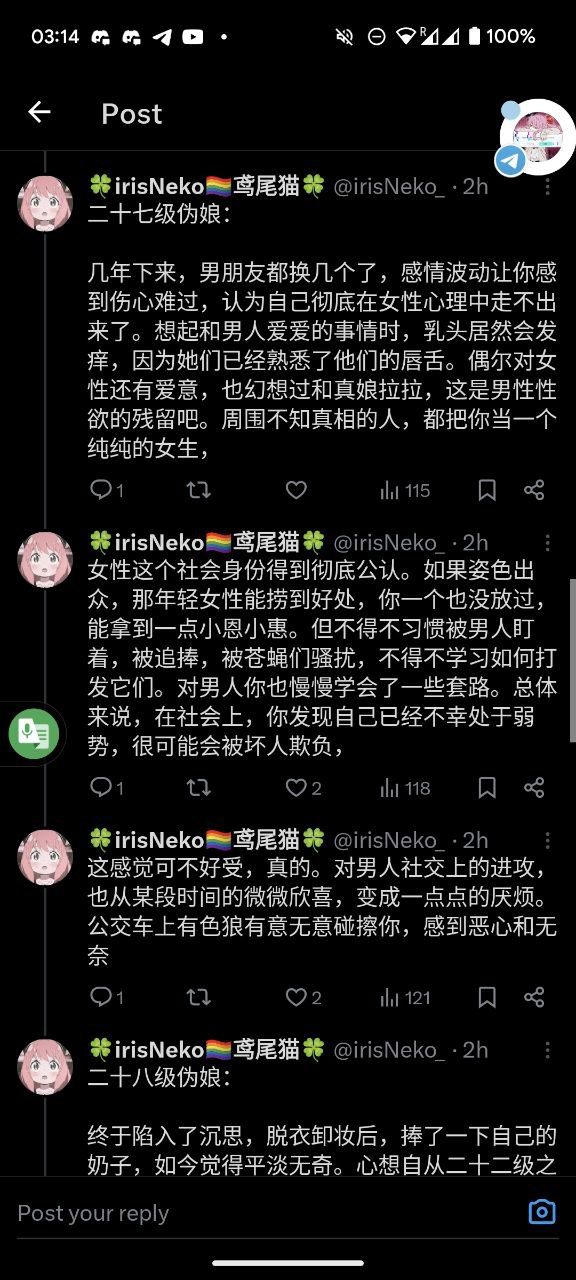 03:14
100%
Post
🍀irisNeko🏳️‍🌈鸢尾猫🍀 @irisNeko_ · 2h
二十七级伪娘：
几年下来，男朋友都换几个了，感情波动让你感
到伤心难过，认为自己彻底在女性心理中走不出
来了。想起和男人爱爱的事情时，乳头居然会发
痒，因为她们已经熟悉了他们的唇舌。偶尔对女
性还有爱意，也幻想过和真娘拉拉，这是男性性
欲的残留吧。周围不知真相的人，都把你当一个
纯纯的女生，
1
115
🍀irisNeko🏳️‍🌈鸢尾猫🍀 @irisNeko_ · 2h
女性这个社会身份得到彻底公认。如果姿色出
众，那年轻女性能捞到好处，你一个也没放过，
能拿到一点小恩小惠。但不得不习惯被男人盯
着，被追捧，被苍蝇们骚扰，不得不学习如何打
发它们。对男人你也慢慢学会了一些套路。总体
来说，在社会上，你发现自己已经不幸处于弱
势，很可能会被坏人欺负，
1
2
118
🍀irisNeko🏳️‍🌈鸢尾猫🍀 @irisNeko_ · 2h
这感觉可不好受，真的。对男人社交上的进攻，
也从某段时间的微微欣喜，变成一点点的厌烦。
公交车上有色狼有意无意碰擦你，感到恶心和无
奈
1
2
121
🍀irisNeko🏳️‍🌈鸢尾猫🍀 @irisNeko_ · 2h
二十八级伪娘：
终于陷入了沉思，脱衣卸妆后，捧了一下自己的
奶子，如今觉得平淡无奇。心想自从二十二级之
Post your reply